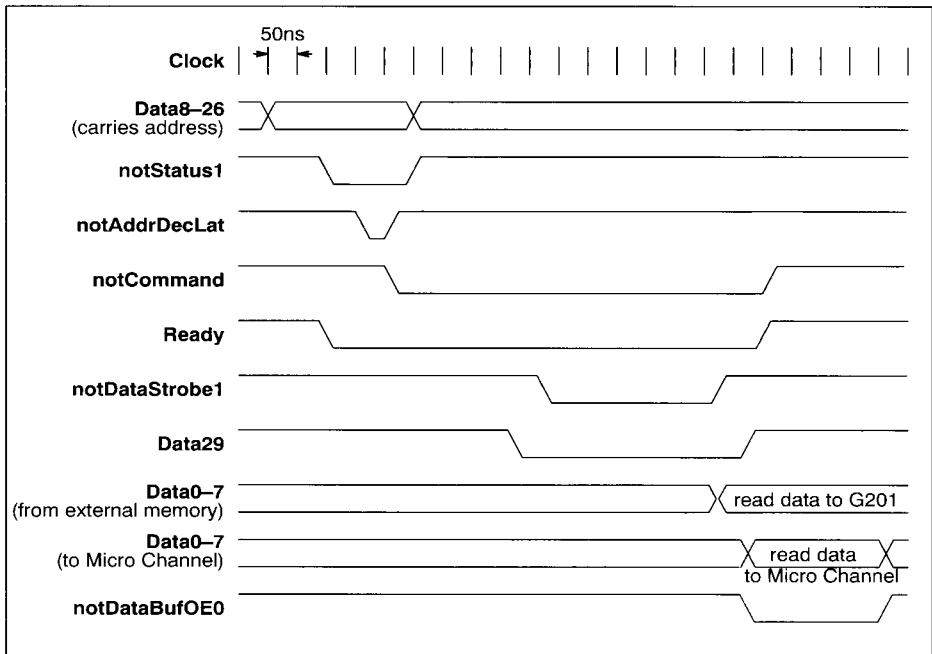 50ns
Clock
Data8–26
(carries address)
notStatus1
notAddrDecLat
notCommand
Ready
notDataStrobe1
Data29
Data0–7
(from external memory)
read data to G201
Data0–7
(to Micro Channel)
read data
to Micro Channel
notDataBufOE0